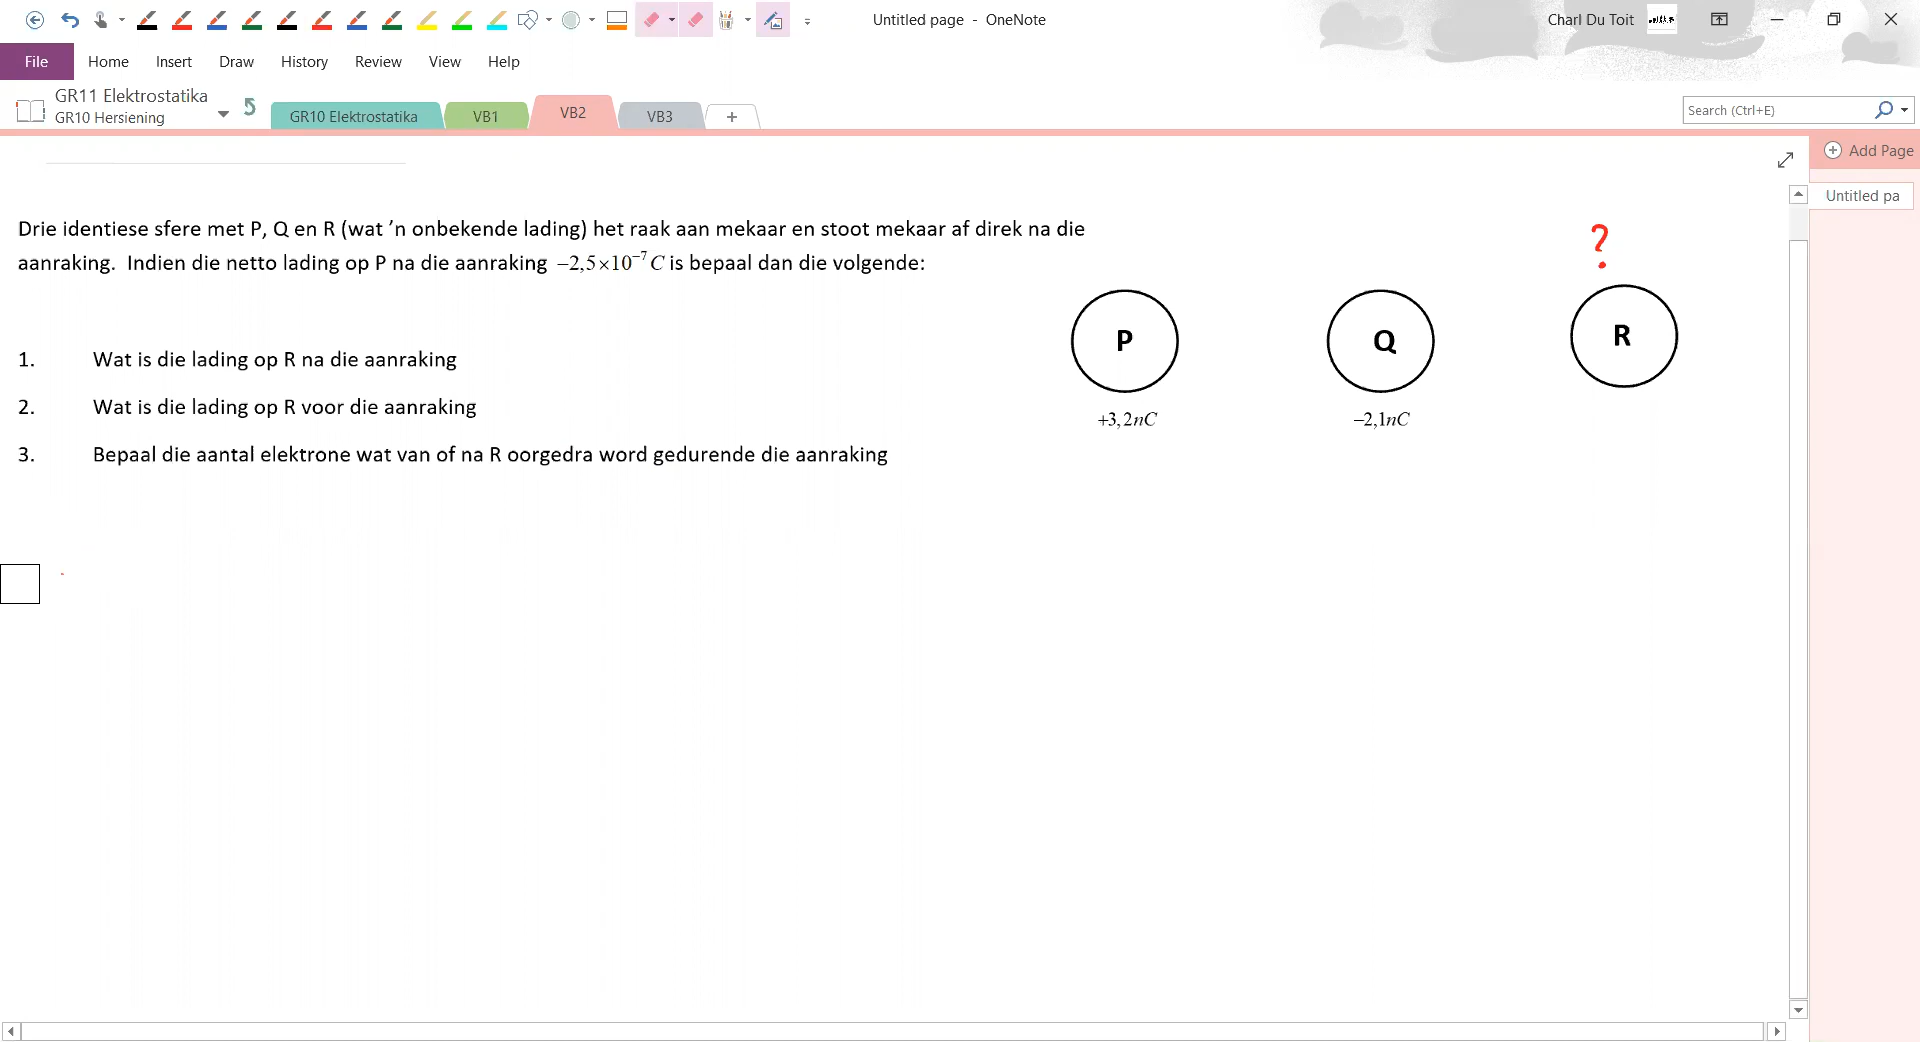 Untitled page - OneNote
Charl Du Toit
File Home Insert Draw History Review View Help
GR11 Elektrostatika
GR10 Hersiening
GR10 Elektrostatika VB1 VB2 VB3 +
Search (Ctrl+E)
Add Page
Untitled pa
Drie identiese sfere met P, Q en R (wat ’n onbekende lading) het raak aan mekaar en stoot mekaar af direk na die
aanraking. Indien die netto lading op P na die aanraking −2,5×10⁻⁷ C is bepaal dan die volgende:
?
P Q R
+3,2nC −2,1nC
1. Wat is die lading op R na die aanraking
2. Wat is die lading op R voor die aanraking
3. Bepaal die aantal elektrone wat van of na R oorgedra word gedurende die aanraking